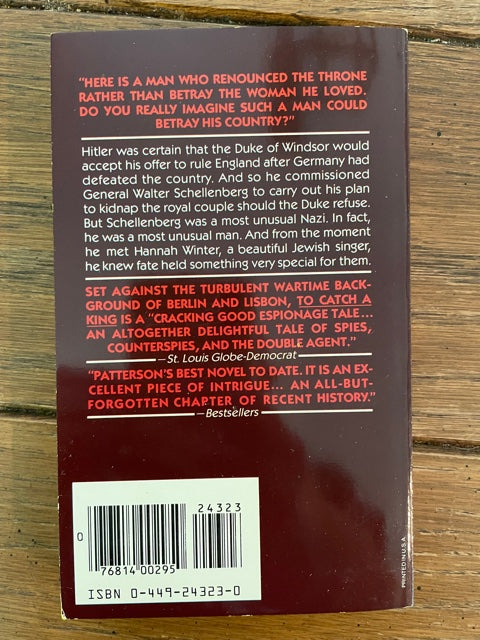 "HERE IS A MAN WHO RENOUNCED THE THRONE
RATHER THAN BETRAY THE WOMAN HE LOVED.
DO YOU REALLY IMAGINE SUCH A MAN COULD
BETRAY HIS COUNTRY?"
Hitler was certain that the Duke of Windsor would
accept his offer to rule England after Germany had
defeated the country. And so he commissioned
General Walter Schellenberg to carry out his plan
to kidnap the royal couple should the Duke refuse.
But Schellenberg was a most unusual Nazi. In fact,
he was a most unusual man. And from the moment
he met Hannah Winter, a beautiful Jewish singer,
he knew fate held something very special for them.
SET AGAINST THE TURBULENT WARTIME BACK-
GROUND OF BERLIN AND LISBON, TO CATCH A
KING IS A "CRACKING GOOD ESPIONAGE TALE...
AN ALTOGETHER DELIGHTFUL TALE OF SPIES,
COUNTERSPIES, AND THE DOUBLE AGENT."
—St. Louis Globe-Democrat
"PATTERSON'S BEST NOVEL TO DATE. IT IS AN EX-
CELLENT PIECE OF INTRIGUE... AN ALL-BUT-
FORGOTTEN CHAPTER OF RECENT HISTORY."
—Bestsellers
24323
0
76814 00295
ISBN 0-449-24323-0
PRINTED IN U.S.A.